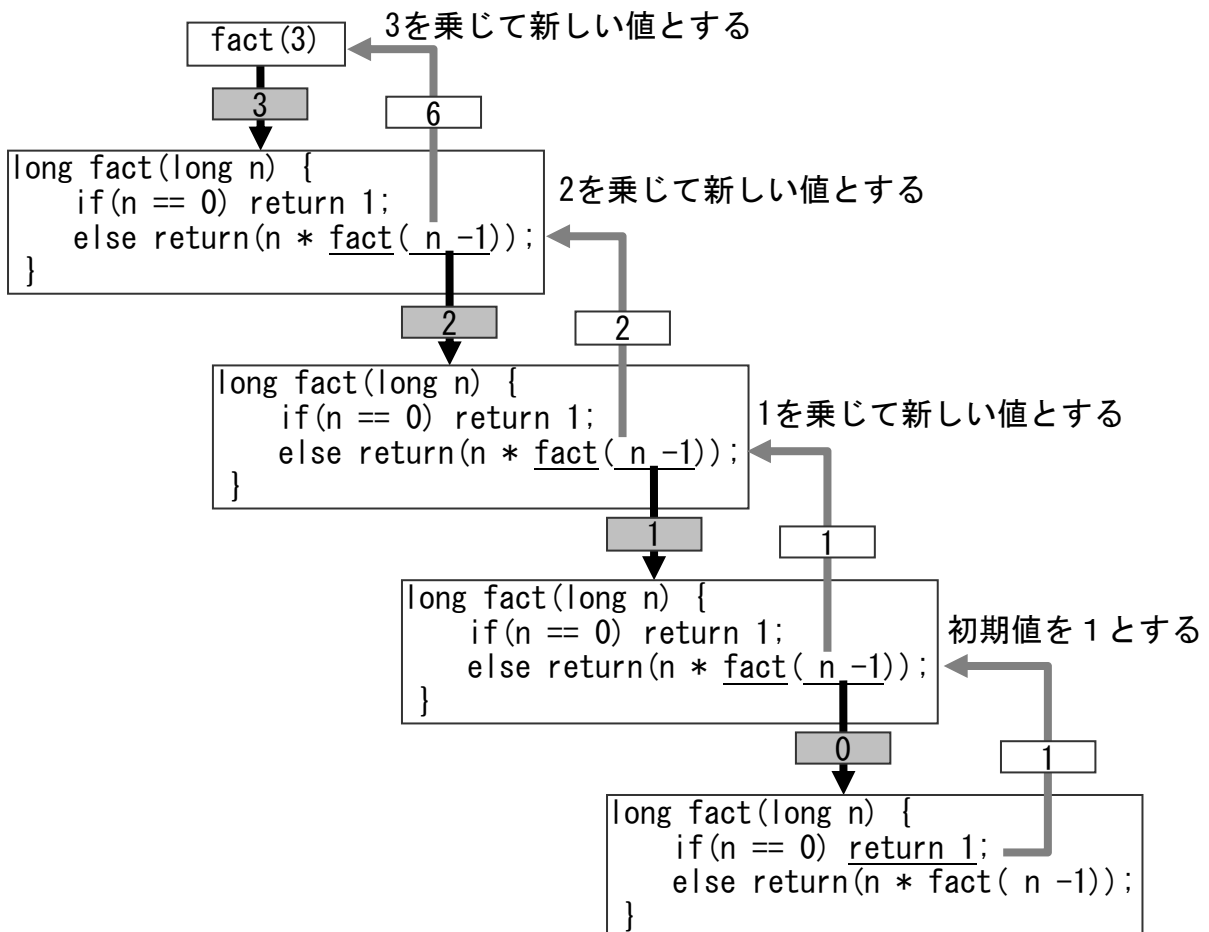 3を乗じて新しい値とする
fact(3)
3
6
long fact(long n) {
if(n == 0) return 1;
else return(n * fact( n -1));
}
2を乗じて新しい値とする
2
2
long fact(long n) {
if(n == 0) return 1;
else return(n * fact( n -1));
}
1を乗じて新しい値とする
1
1
long fact(long n) {
if(n == 0) return 1;
else return(n * fact( n -1));
}
初期値を１とする
0
1
long fact(long n) {
if(n == 0) return 1;
else return(n * fact( n -1));
}